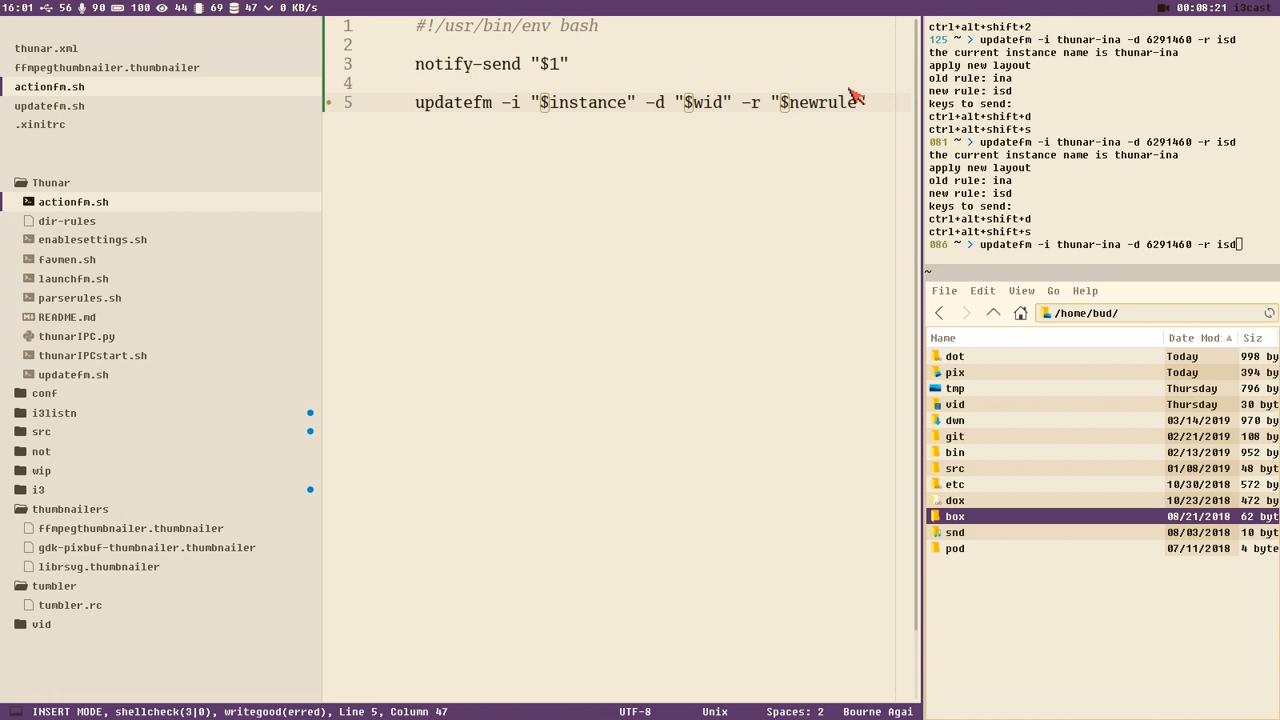 16:01 56 90 100 44 69 47 0 KB/s
00:08:21 i3cast
thunar.xml
ffmpegthumbnailer.thumbnailer
actionfm.sh
updatefm.sh
.xinitrc
Thunar
actionfm.sh
dir-rules
enablesettings.sh
favmen.sh
launchfm.sh
parserules.sh
README.md
thunarIPC.py
thunarIPCstart.sh
updatefm.sh
conf
i3listn
src
not
wip
i3
thumbnailers
ffmpegthumbnailer.thumbnailer
gdk-pixbuf-thumbnailer.thumbnailer
librsvg.thumbnailer
tumbler
tumbler.rc
vid
1 #!/usr/bin/env bash
2
3 notify-send "$1"
4
5 updatefm -i "$instance" -d "$wid" -r "$newrule"
ctrl+alt+shift+2
125 ~ > updatefm -i thunar-ina -d 6291460 -r isd
the current instance name is thunar-ina
apply new layout
old rule: ina
new rule: isd
keys to send:
ctrl+alt+shift+d
ctrl+alt+shift+s
081 ~ > updatefm -i thunar-ina -d 6291460 -r isd
the current instance name is thunar-ina
apply new layout
old rule: ina
new rule: isd
keys to send:
ctrl+alt+shift+d
ctrl+alt+shift+s
086 ~ > updatefm -i thunar-ina -d 6291460 -r isd
~
File Edit View Go Help
/home/bud/
Name Date Mod: Siz
dot Today 998 by
pix Today 394 by
tmp Thursday 796 by
vid Thursday 30 byt
dwn 03/14/2019 970 by
git 02/21/2019 108 by
bin 02/13/2019 952 by
src 01/08/2019 48 byt
etc 10/30/2018 572 by
dox 10/23/2018 472 by
box 08/21/2018 62 byt
snd 08/03/2018 10 byt
pod 07/11/2018 4 byte
INSERT MODE, shellcheck(3|0), writegood(erred), Line 5, Column 47 UTF-8 Unix Spaces: 2 Bourne Agai